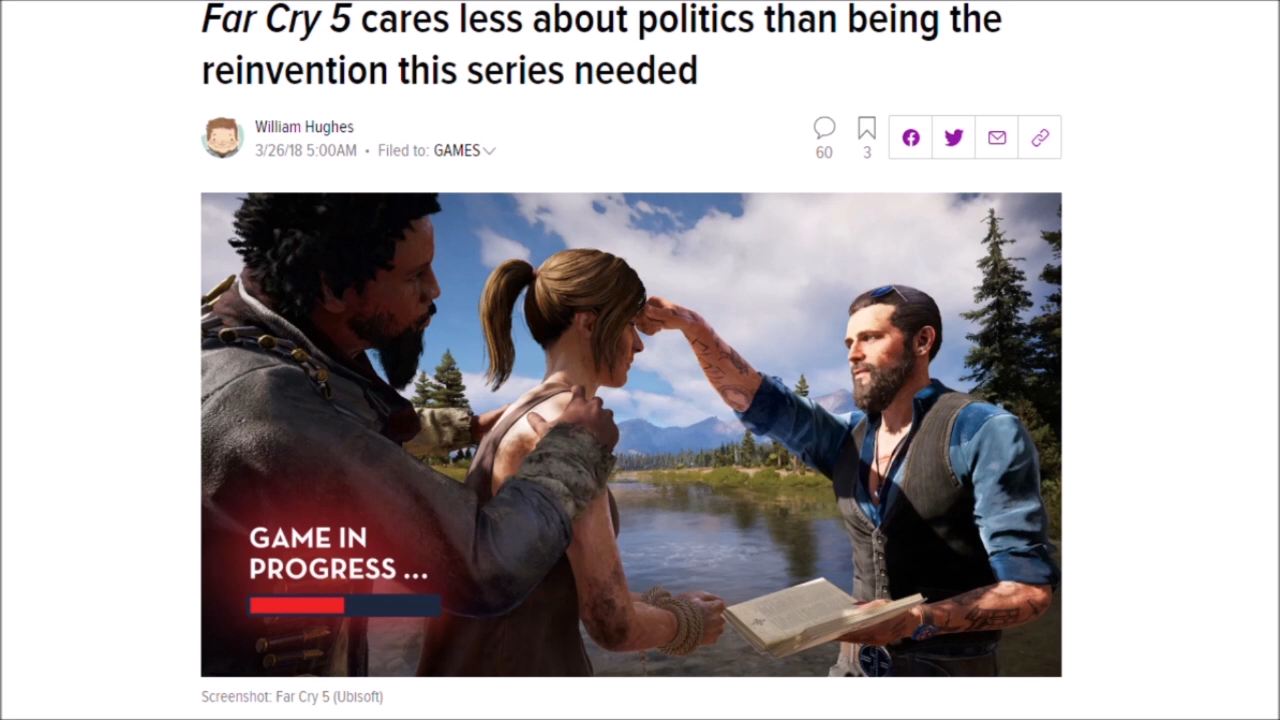 Far Cry 5 cares less about politics than being the
reinvention this series needed
William Hughes
3/26/18 5:00AM • Filed to: GAMES
60
3
GAME IN
PROGRESS ...
Screenshot: Far Cry 5 (Ubisoft)